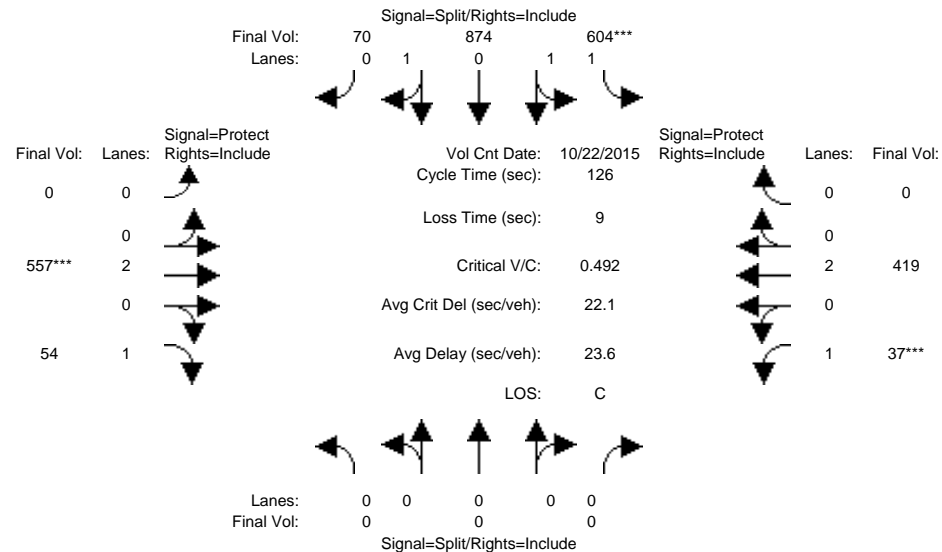 Signal=Split/Rights=Include
Final Vol: 70 874 604***
Lanes: 0 1 0 1 1
Signal=Protect
Final Vol: Lanes: Rights=Include
Vol Cnt Date: 10/22/2015
Signal=Protect
Rights=Include Lanes: Final Vol:
Cycle Time (sec): 126
0 0
0 0
Loss Time (sec): 9
0
0
557*** 2
Critical V/C: 0.492
2 419
0
Avg Crit Del (sec/veh): 22.1
0
54 1
Avg Delay (sec/veh): 23.6
1 37***
LOS: C
Lanes: 0 0 0 0 0
Final Vol: 0 0 0
Signal=Split/Rights=Include